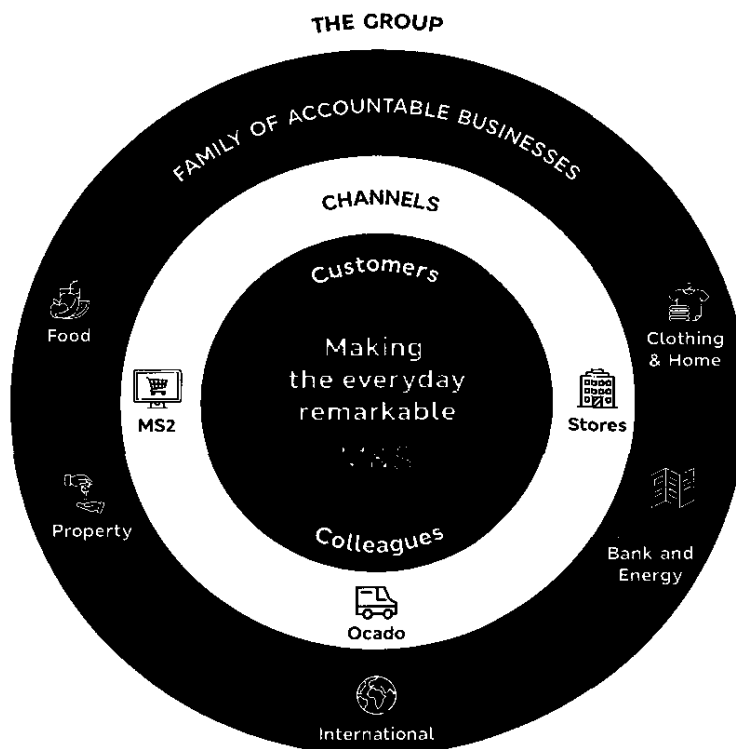 THE GROUP
FAMILY OF ACCOUNTABLE BUSINESSES
CHANNELS
Customers
Making
the everyday
remarkable
Colleagues
Food
Clothing
& Home
MS2
Stores
Property
Bank and
Energy
Ocado
International